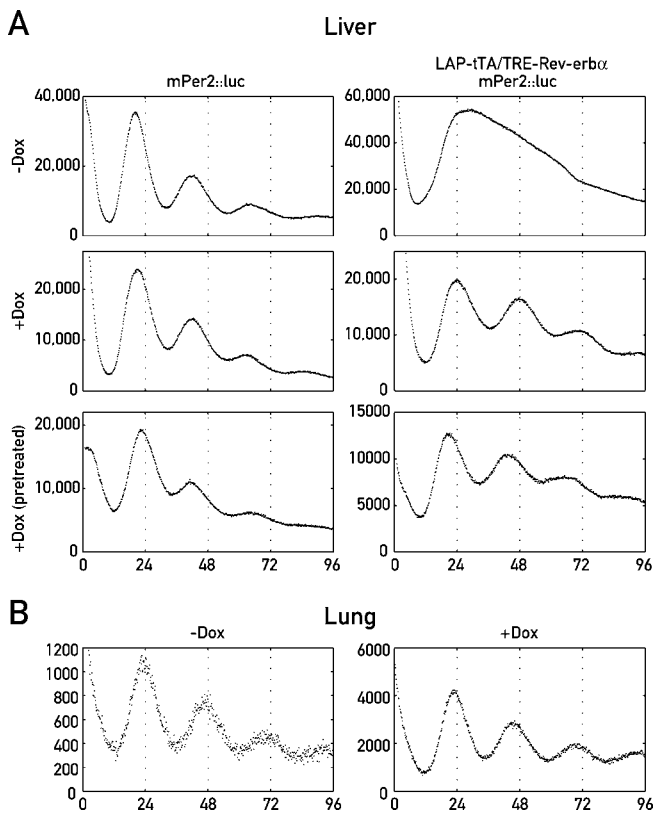 A Liver
mPer2::luc
LAP-tTA/TRE-Rev-erbα
mPer2::luc
-Dox
40,000
20,000
0
60,000
40,000
20,000
0
+Dox
20,000
10,000
0
20,000
10,000
0
+Dox (pretreated)
20,000
10,000
0
15000
10000
5000
0
0 24 48 72 96
0 24 48 72 96
B Lung
-Dox
+Dox
1200
1000
800
600
400
200
0
6000
4000
2000
0
0 24 48 72 96
0 24 48 72 96